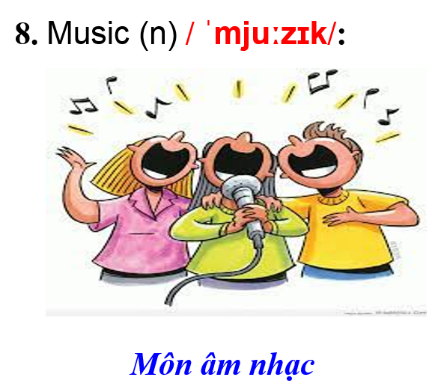 8. Music (n) / ˈmjuːzɪk/:
Môn âm nhạc